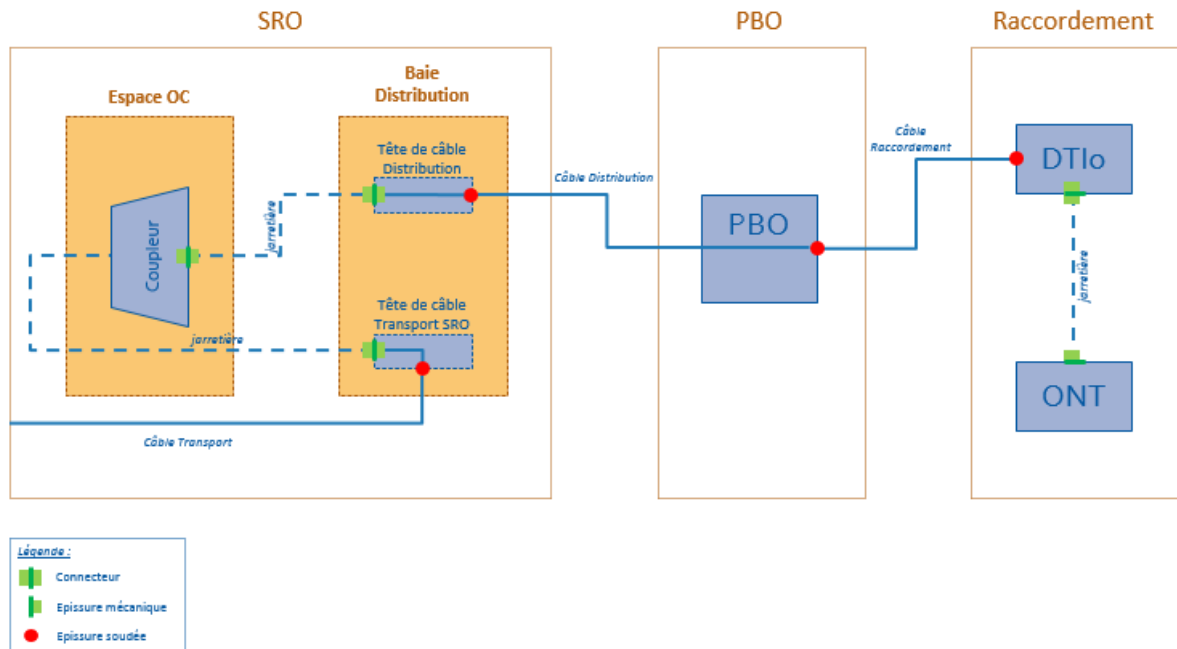 SRO
PBO
Raccordement
Espace OC
Baie
Distribution
Tête de câble
Distribution
Coupleur
jarretière
Câble Distribution
Câble
Raccordement
DTIo
PBO
jarretière
Tête de câble
Transport SRO
jarretière
ONT
Câble Transport
Légende :
Connecteur
Epissure mécanique
Epissure soudée